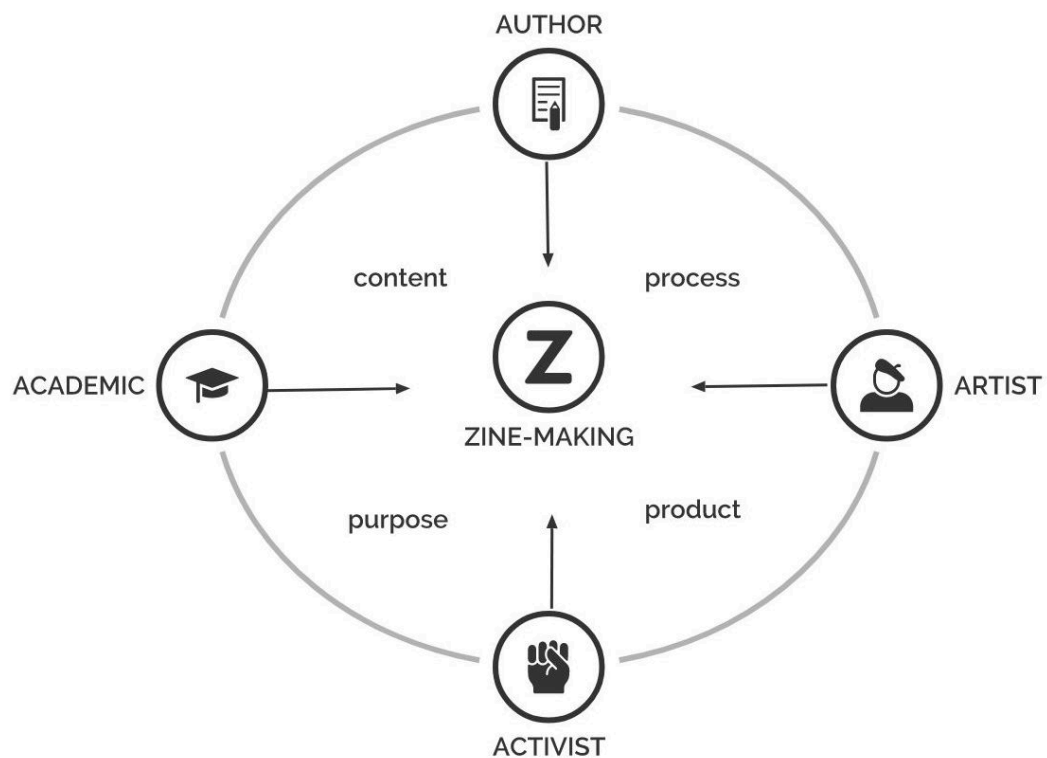 AUTHOR
content
process
ACADEMIC
Z
ARTIST
ZINE-MAKING
purpose
product
ACTIVIST